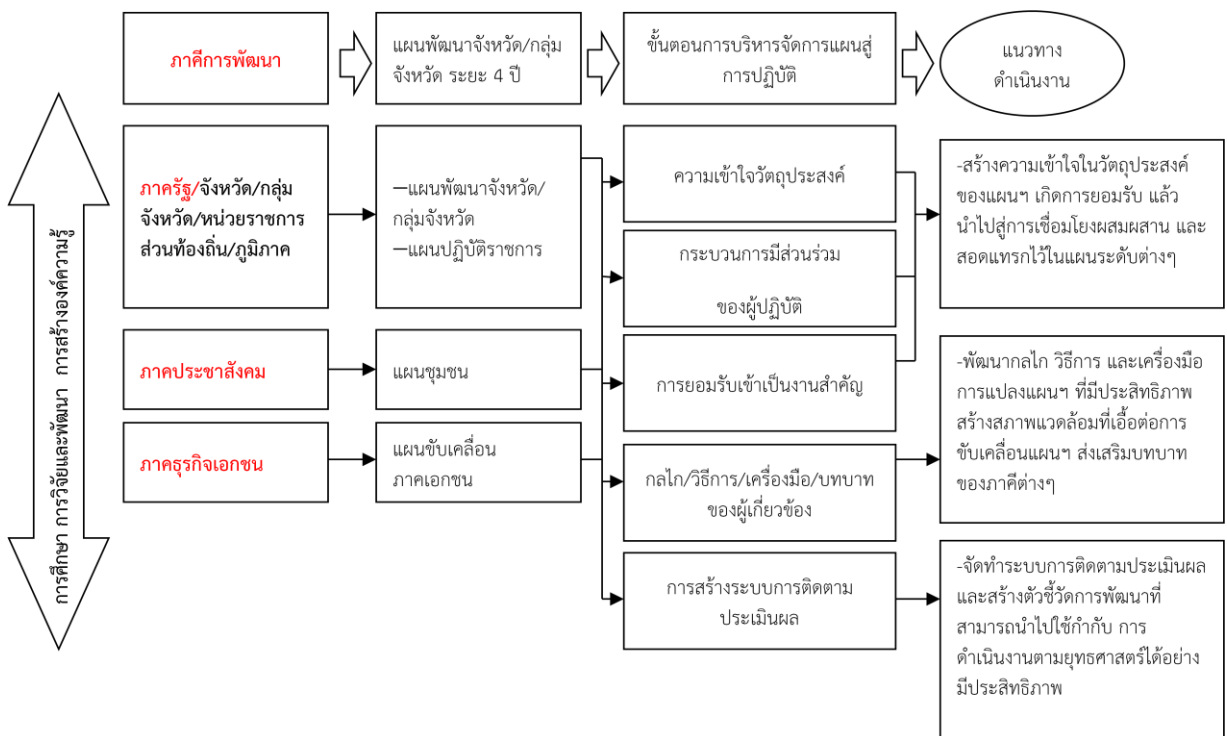 ภาคีการพัฒนา
แผนพัฒนาจังหวัด/กลุ่ม
จังหวัด ระยะ 4 ปี
ขั้นตอนการบริหารจัดการแผนสู่
การปฏิบัติ
แนวทาง
ดำเนินงาน
การศึกษา การวิจัยและพัฒนา การสร้างองค์ความรู้
ภาครัฐ/จังหวัด/กลุ่ม
จังหวัด/หน่วยราชการ
ส่วนท้องถิ่น/ภูมิภาค
—แผนพัฒนาจังหวัด/
กลุ่มจังหวัด
—แผนปฏิบัติราชการ
ความเข้าใจวัตถุประสงค์
กระบวนการมีส่วนร่วม
ของผู้ปฏิบัติ
-สร้างความเข้าใจในวัตถุประสงค์
ของแผนฯ เกิดการยอมรับ แล้ว
นำไปสู่การเชื่อมโยงผสมผสาน และ
สอดแทรกไว้ในแผนระดับต่างๆ
ภาคประชาสังคม
แผนชุมชน
การยอมรับเข้าเป็นงานสำคัญ
ภาคธุรกิจเอกชน
แผนขับเคลื่อน
ภาคเอกชน
กลไก/วิธีการ/เครื่องมือ/บทบาท
ของผู้เกี่ยวข้อง
-พัฒนากลไก วิธีการ และเครื่องมือ
การแปลงแผนฯ ที่มีประสิทธิภาพ
สร้างสภาพแวดล้อมที่เอื้อต่อการ
ขับเคลื่อนแผนฯ ส่งเสริมบทบาท
ของภาคีต่างๆ
การสร้างระบบการติดตาม
ประเมินผล
-จัดทำระบบการติดตามประเมินผล
และสร้างตัวชี้วัดการพัฒนาที่
สามารถนำไปใช้กำกับ การ
ดำเนินงานตามยุทธศาสตร์ได้อย่าง
มีประสิทธิภาพ